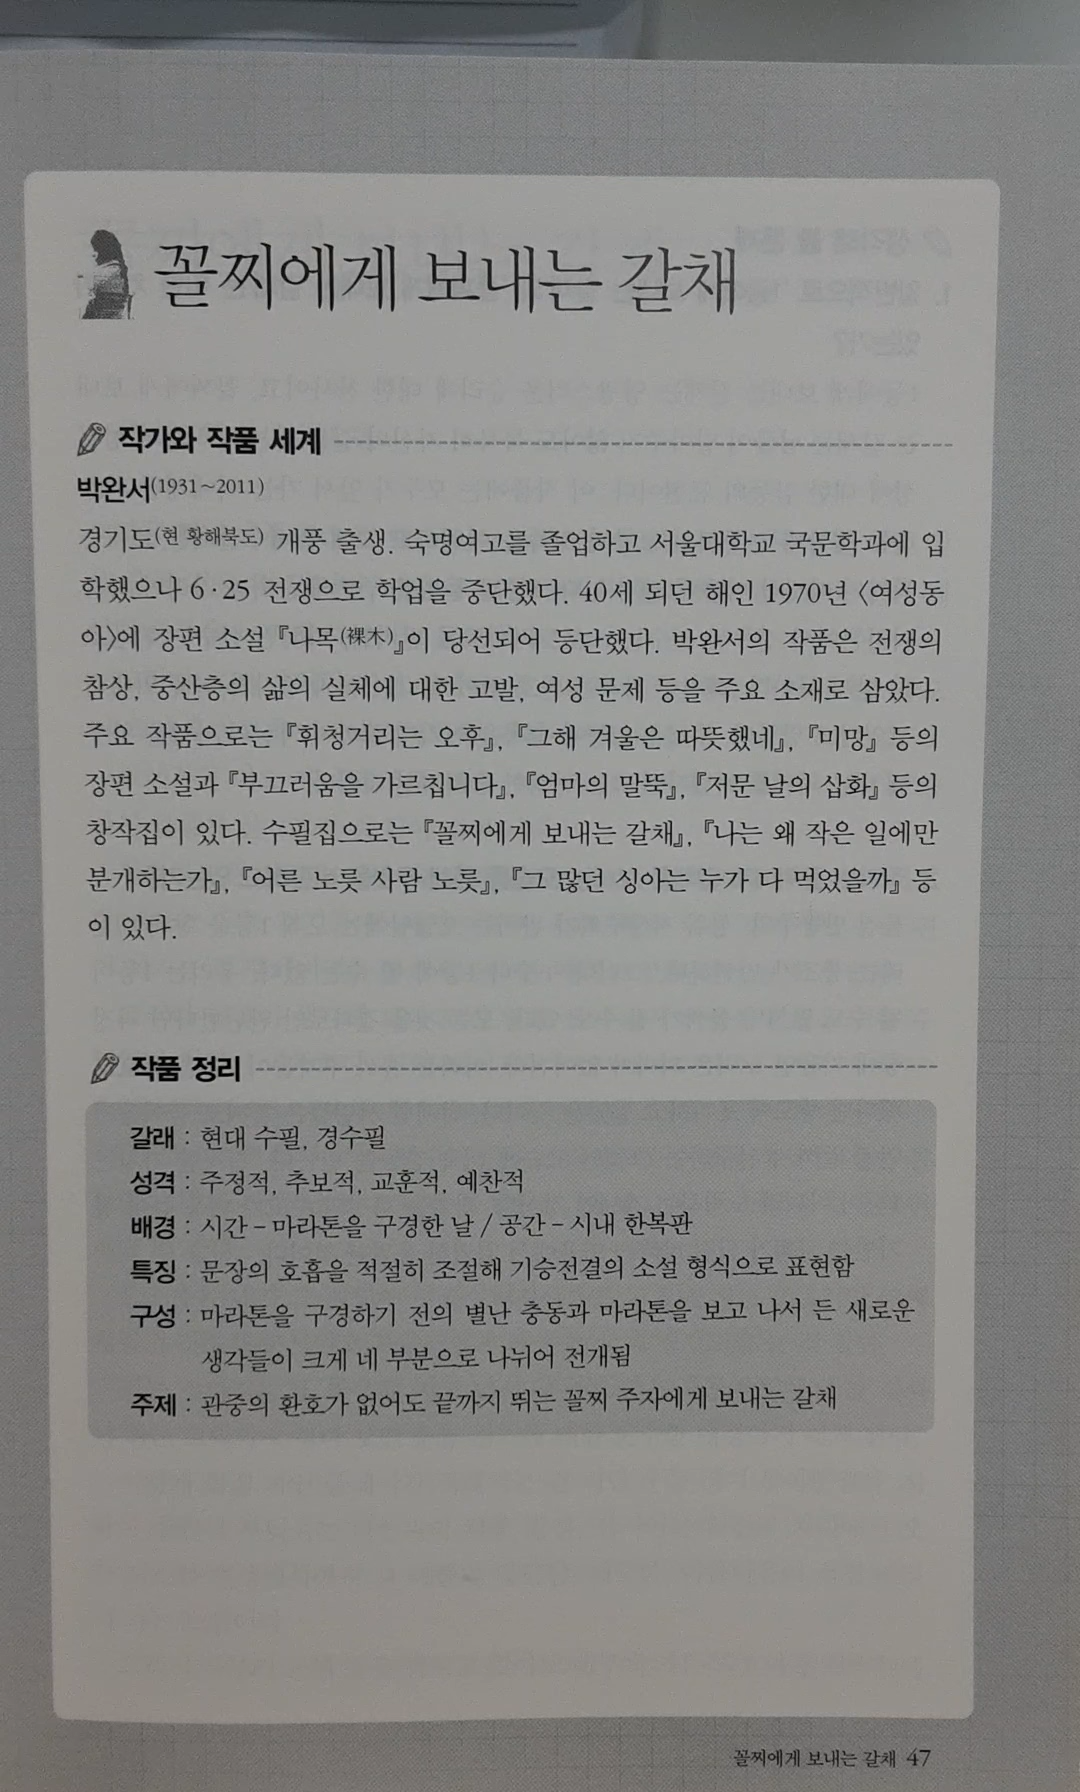 꼴찌에게 보내는 갈채
작가와 작품 세계
박완서(1931~2011)
경기도(현 황해북도) 개풍 출생. 숙명여고를 졸업하고 서울대학교 국문학과에 입
학했으나 6·25 전쟁으로 학업을 중단했다. 40세 되던 해인 1970년 〈여성동
아〉에 장편 소설 『나목(裸木)』이 당선되어 등단했다. 박완서의 작품은 전쟁의
참상, 중산층의 삶의 실체에 대한 고발, 여성 문제 등을 주요 소재로 삼았다.
주요 작품으로는 『휘청거리는 오후』, 『그해 겨울은 따뜻했네』, 『미망』 등의
장편 소설과 『부끄러움을 가르칩니다』, 『엄마의 말뚝』, 『저문 날의 삽화』 등의
창작집이 있다. 수필집으로는 『꼴찌에게 보내는 갈채』, 『나는 왜 작은 일에만
분개하는가』, 『어른 노릇 사람 노릇』, 『그 많던 싱아는 누가 다 먹었을까』 등
이 있다.
작품 정리
갈래 : 현대 수필, 경수필
성격 : 주정적, 추보적, 교훈적, 예찬적
배경 : 시간 – 마라톤을 구경한 날 / 공간 – 시내 한복판
특징 : 문장의 호흡을 적절히 조절해 기승전결의 소설 형식으로 표현함
구성 : 마라톤을 구경하기 전의 별난 충동과 마라톤을 보고 나서 든 새로운
생각들이 크게 네 부분으로 나뉘어 전개됨
주제 : 관중의 환호가 없어도 끝까지 뛰는 꼴찌 주자에게 보내는 갈채
꼴찌에게 보내는 갈채 47